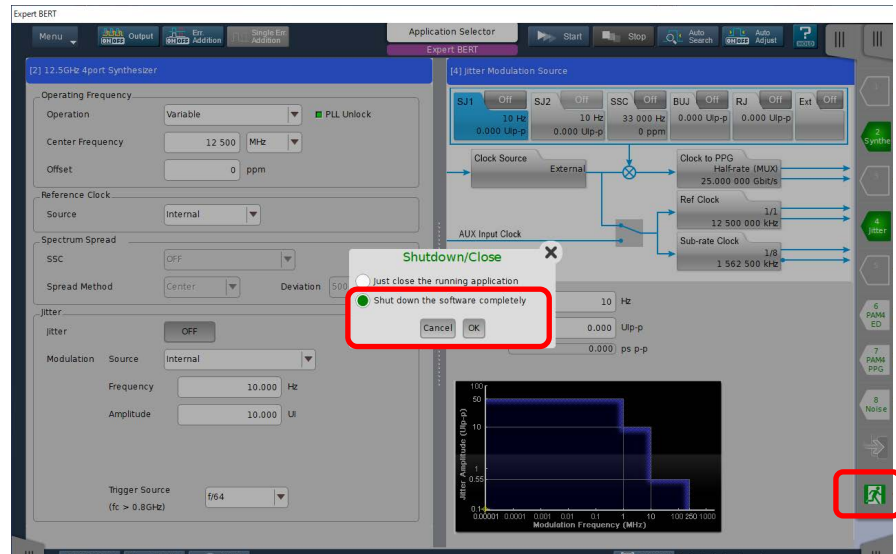 Expert BERT
Menu
ON OFF Output
ON OFF Err. Addition
Single Err. Addition
Application Selector
Expert BERT
Start
Stop
Auto Search
ON OFF Auto Adjust
? HOLD
[2] 12.5GHz 4port Synthesizer
Operating Frequency
Operation Variable PLL Unlock
Center Frequency 12 500 MHz
Offset 0 ppm
Reference Clock
Source Internal
Spectrum Spread
SSC OFF
Spread Method Center Deviation 500
Jitter
Jitter OFF
Modulation Source Internal
Frequency 10.000 Hz
Amplitude 10.000 UI
Trigger Source
(fc > 0.8GHz)
f/64
[4] Jitter Modulation Source
SJ1 Off SJ2 Off SSC Off BUJ Off RJ Off Ext Off
10 Hz 10 Hz 33 000 Hz 0.000 UIp-p 0.000 UIp-p
0.000 UIp-p 0.000 UIp-p 0 ppm
Clock Source
External
Clock to PPG
Half-rate (MUX)
25.000 000 Gbit/s
Ref Clock
1/1
12 500 000 kHz
AUX Input Clock
Sub-rate Clock
1/8
1 562 500 kHz
Shutdown/Close
Just close the running application
Shut down the software completely
Cancel OK
10 Hz
0.000 UIp-p
0.000 ps p-p
Jitter Amplitude (UIp-p)
100
50
10
1
0.55
0.1
0.00001 0.0001 0.001 0.01 0.1 1 10 100 250 1000
Modulation Frequency (MHz)
2
Synthe
4
Jitter
6
PAM4
ED
7
PAM4
PPG
8
Noise